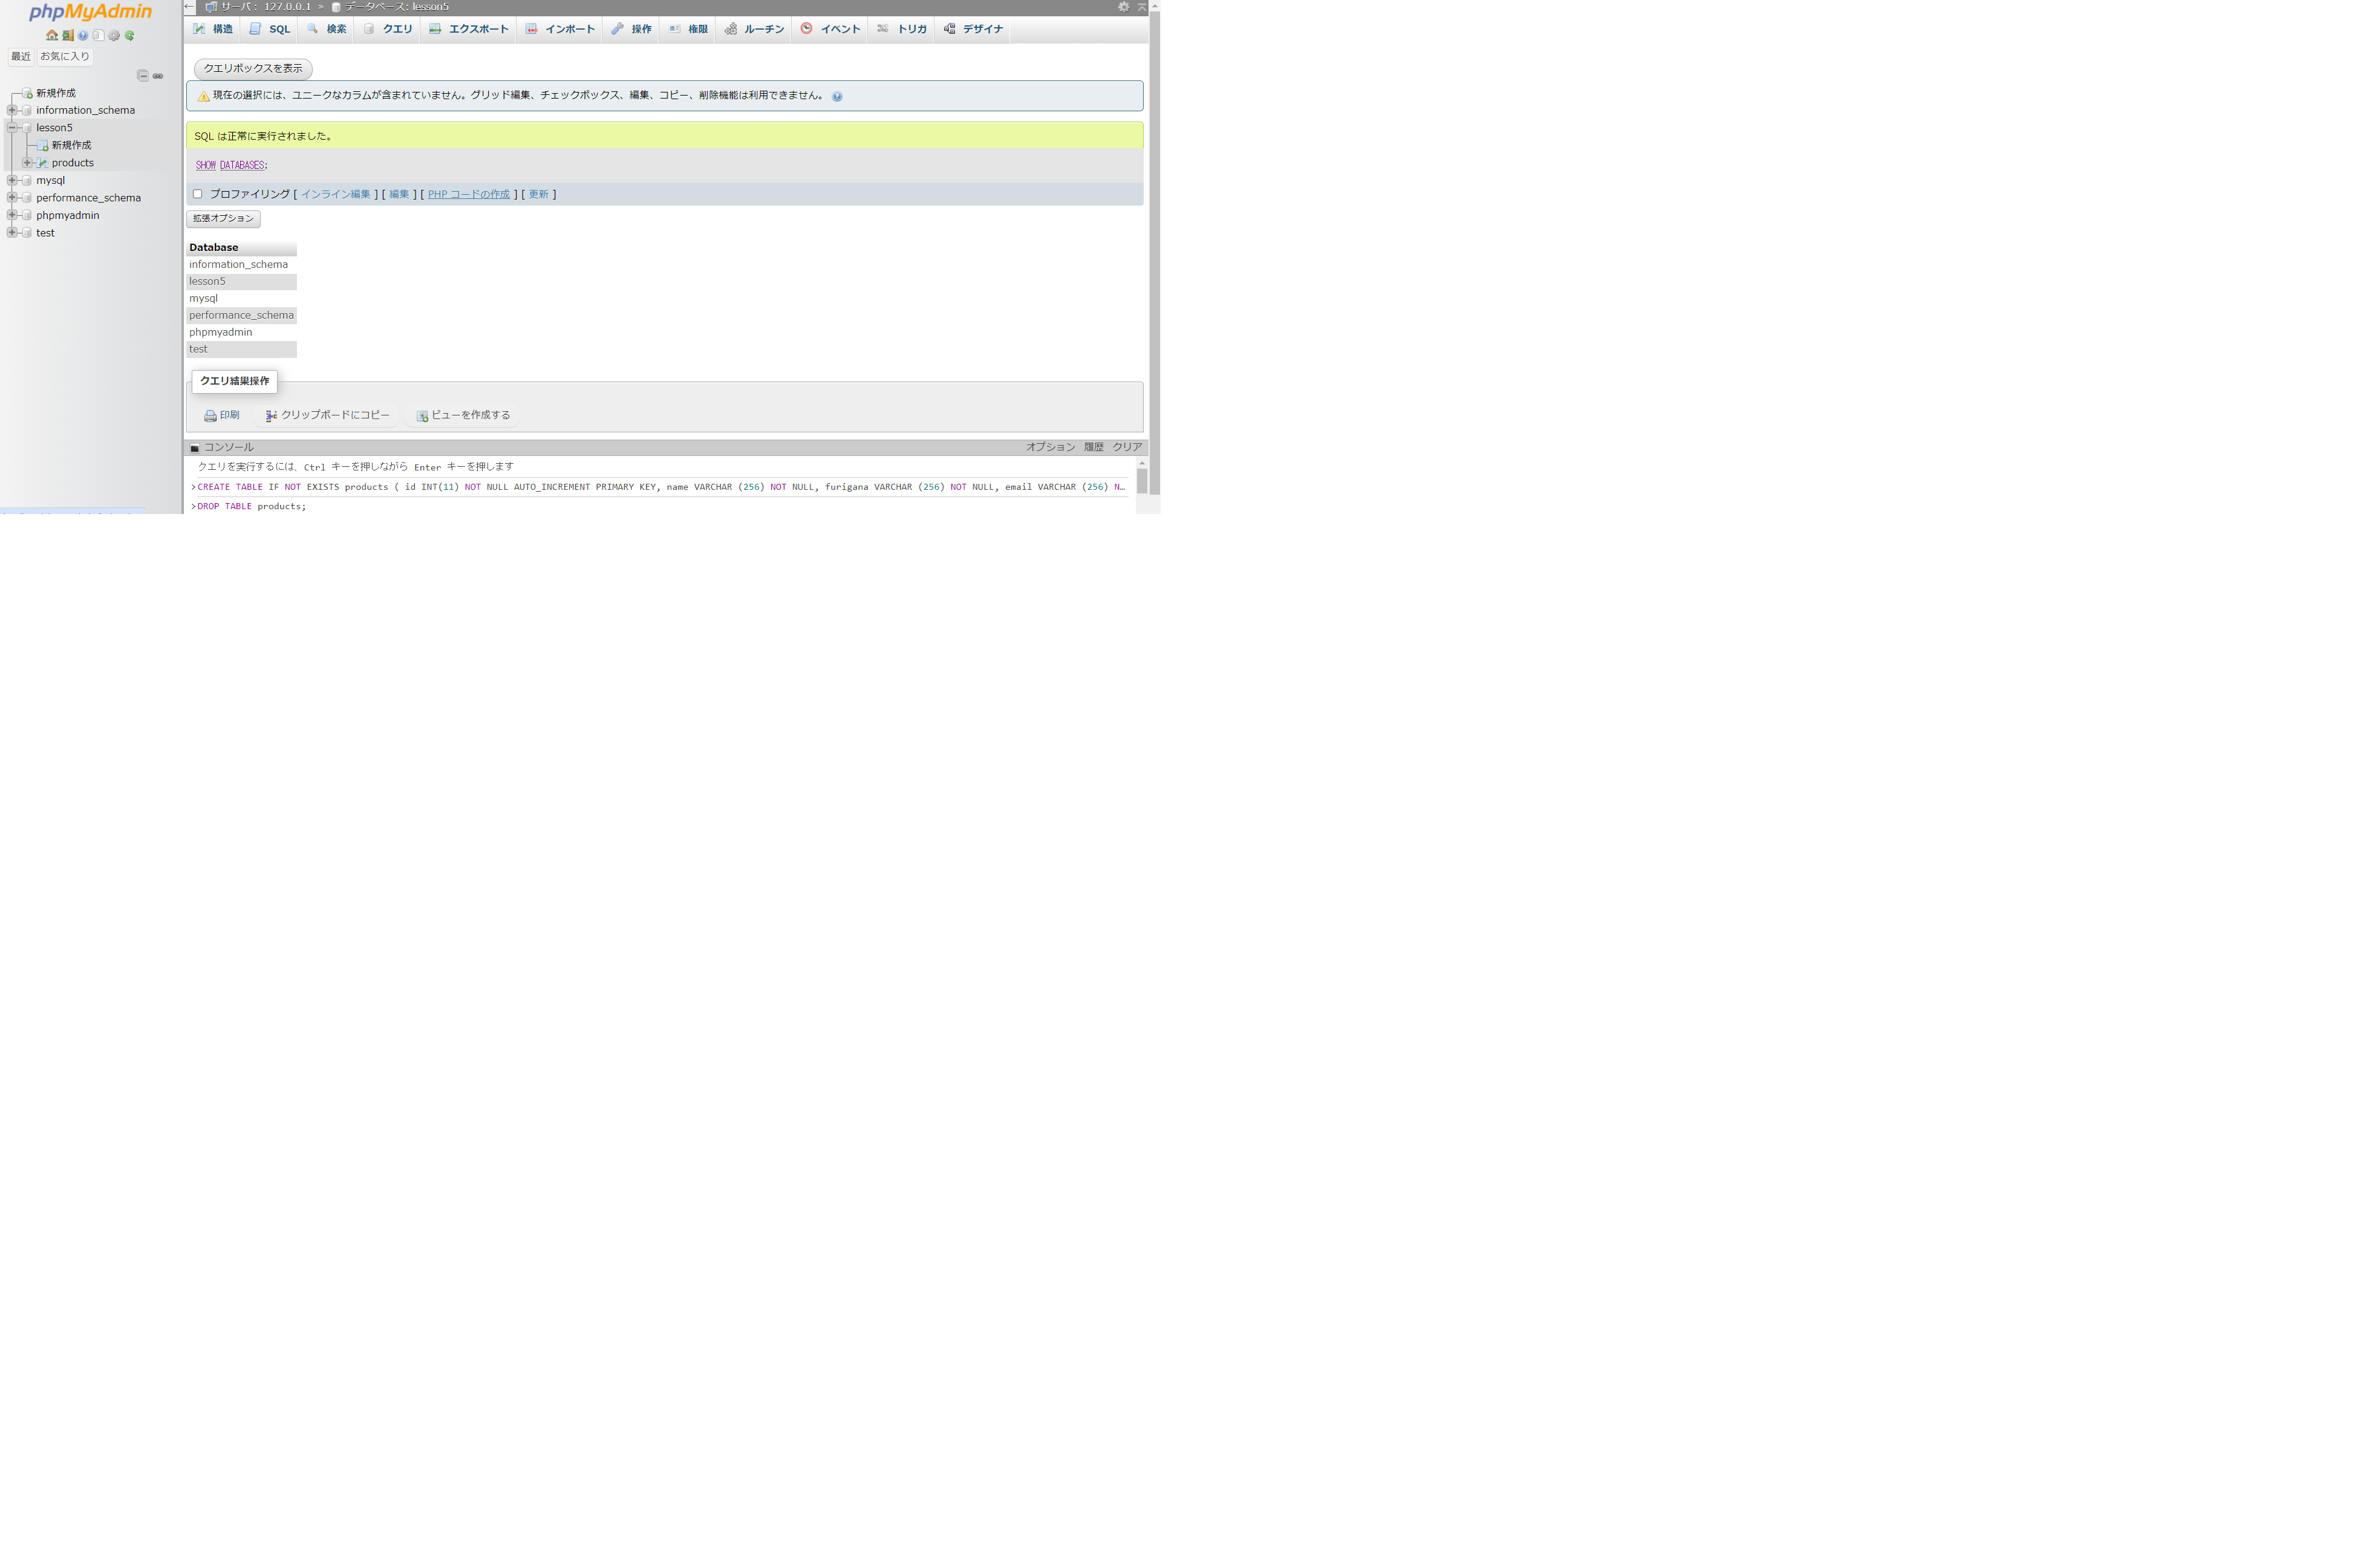 phpMyAdmin
最近 お気に入り
新規作成
information_schema
lesson5
新規作成
products
mysql
performance_schema
phpmyadmin
test
サーバ: 127.0.0.1 » データベース: lesson5
構造 SQL 検索 クエリ エクスポート インポート 操作 権限 ルーチン イベント トリガ デザイナ
クエリボックスを表示
現在の選択には、ユニークなカラムが含まれていません。グリッド編集、チェックボックス、編集、コピー、削除機能は利用できません。
SQL は正常に実行されました。
SHOW DATABASES;
プロファイリング [ インライン編集 ] [ 編集 ] [ PHP コードの作成 ] [ 更新 ]
拡張オプション
Database
information_schema
lesson5
mysql
performance_schema
phpmyadmin
test
クエリ結果操作
印刷 クリップボードにコピー ビューを作成する
コンソール オプション 履歴 クリア
クエリを実行するには、Ctrl キーを押しながら Enter キーを押します
>CREATE TABLE IF NOT EXISTS products ( id INT(11) NOT NULL AUTO_INCREMENT PRIMARY KEY, name VARCHAR (256) NOT NULL, furigana VARCHAR (256) NOT NULL, email VARCHAR (256) N…
>DROP TABLE products;